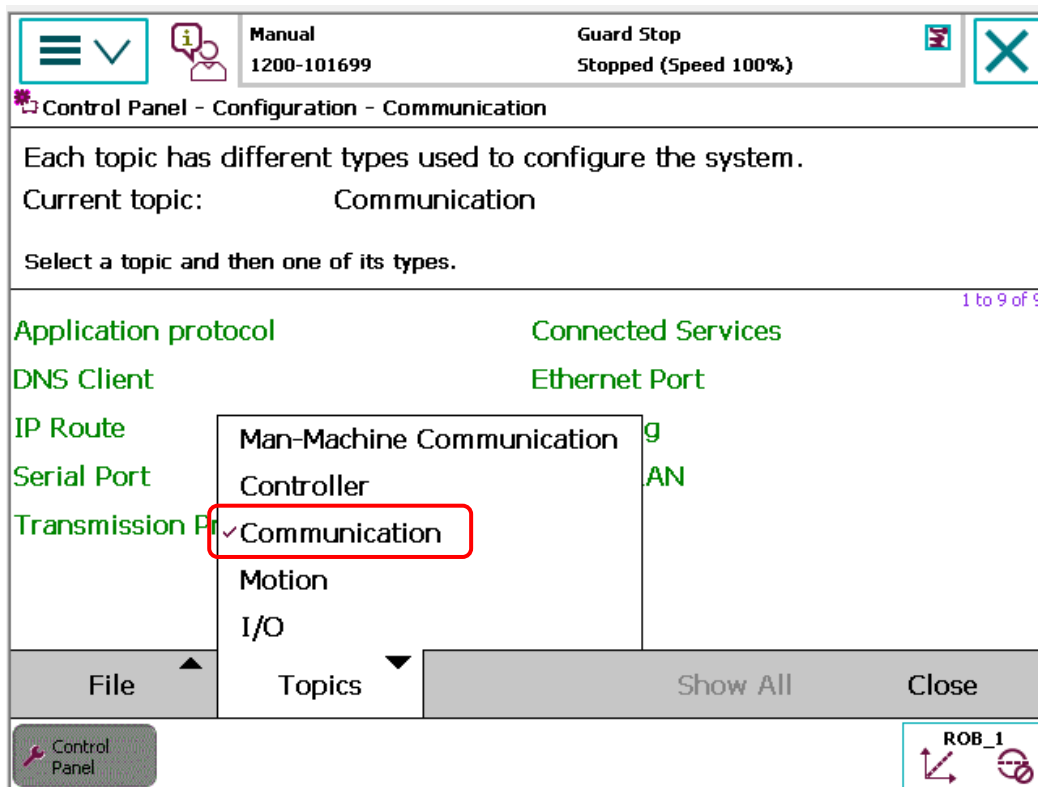 Manual
1200-101699
Guard Stop
Stopped (Speed 100%)
Control Panel - Configuration - Communication
Each topic has different types used to configure the system.
Current topic: Communication
Select a topic and then one of its types.
1 to 9 of 9
Application protocol
Connected Services
DNS Client
Ethernet Port
IP Route
g
Serial Port
AN
Transmission Pr
Man-Machine Communication
Controller
Communication
Motion
I/O
File
Topics
Show All
Close
Control
Panel
ROB_1